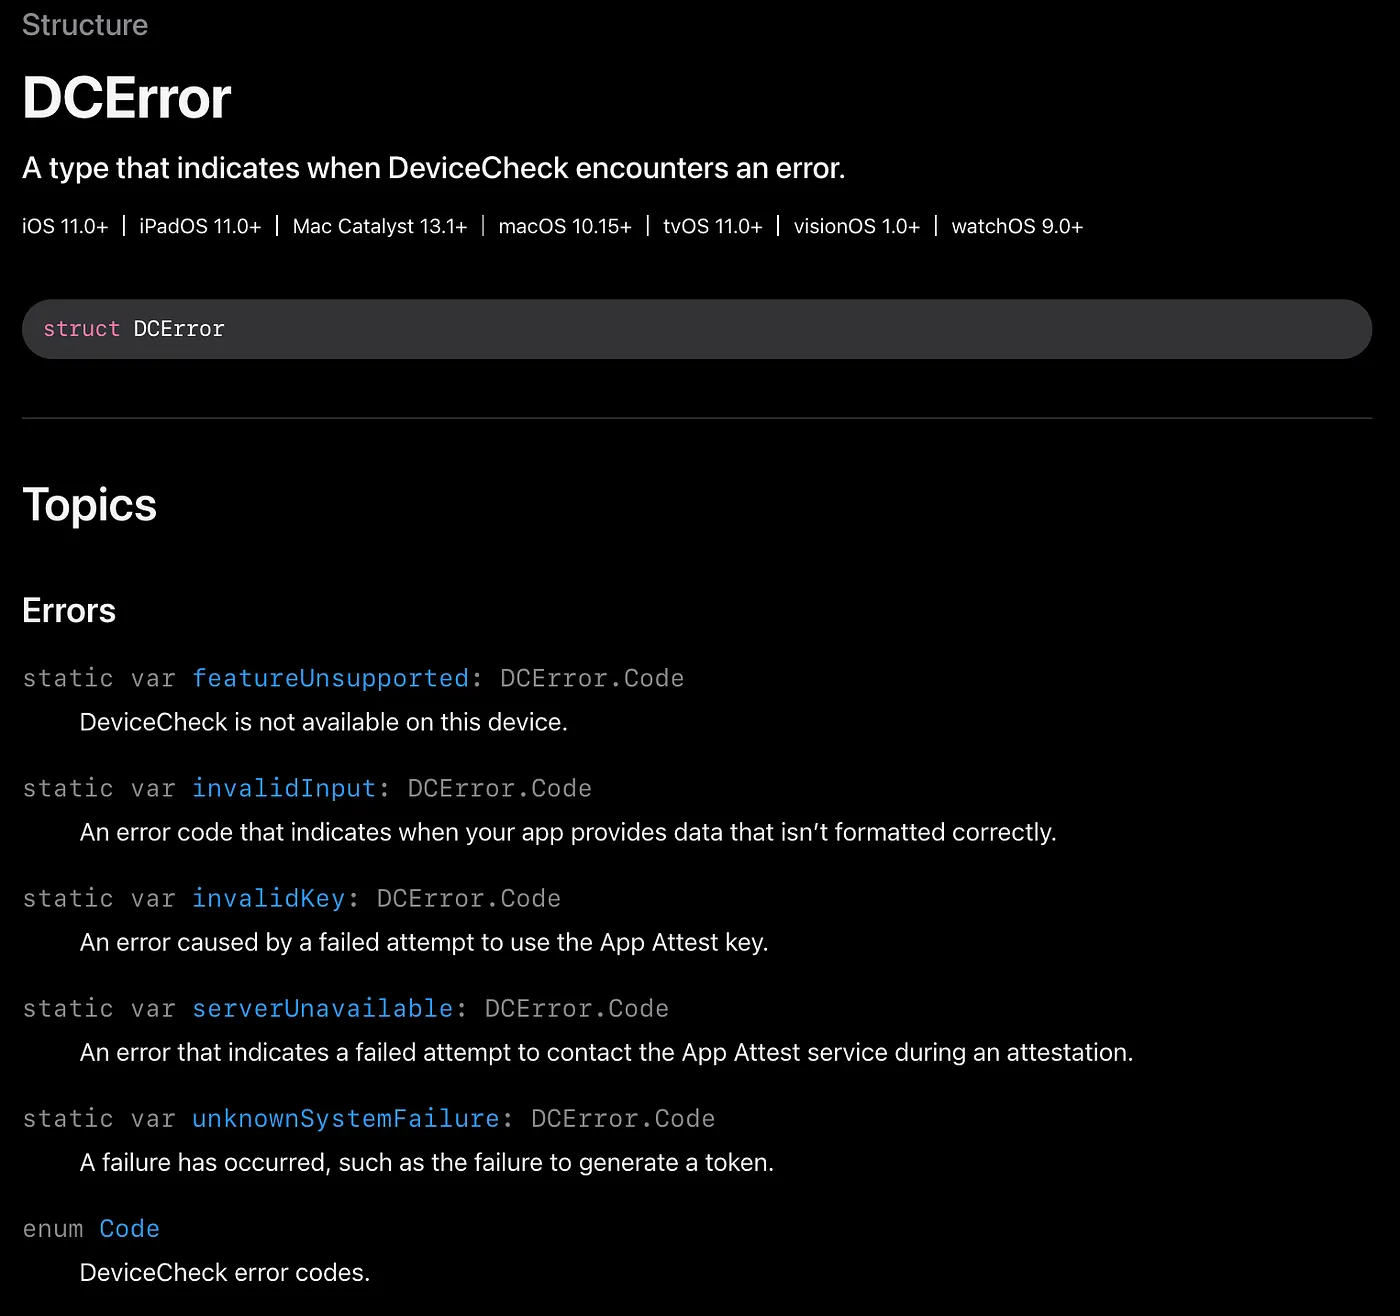 Structure
DCError
A type that indicates when DeviceCheck encounters an error.
iOS 11.0+ | iPadOS 11.0+ | Mac Catalyst 13.1+ | macOS 10.15+ | tvOS 11.0+ | visionOS 1.0+ | watchOS 9.0+
struct DCError
Topics
Errors
static var featureUnsupported: DCError.Code
DeviceCheck is not available on this device.
static var invalidInput: DCError.Code
An error code that indicates when your app provides data that isn’t formatted correctly.
static var invalidKey: DCError.Code
An error caused by a failed attempt to use the App Attest key.
static var serverUnavailable: DCError.Code
An error that indicates a failed attempt to contact the App Attest service during an attestation.
static var unknownSystemFailure: DCError.Code
A failure has occurred, such as the failure to generate a token.
enum Code
DeviceCheck error codes.